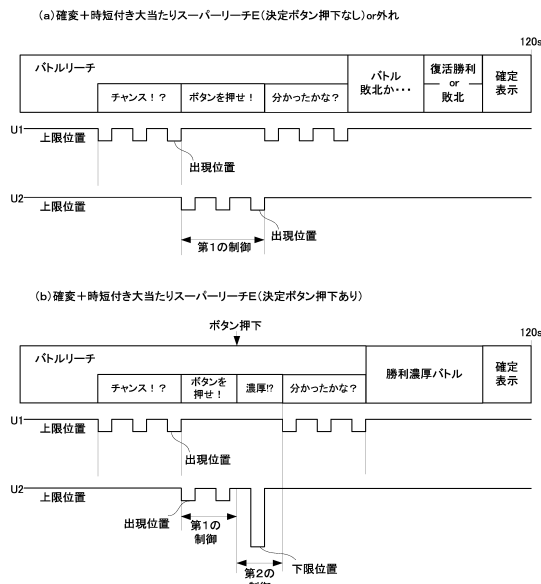 (a)確変+時短付き大当たりスーパーリーチE(決定ボタン押下なし)or外れ
120s
バトルリーチ
チャンス!?
ボタンを押せ!
分かったかな?
バトル
敗北か・・・
復活勝利
or
敗北
確定
表示
U1
上限位置
出現位置
U2
上限位置
出現位置
第1の制御
(b)確変+時短付き大当たりスーパーリーチE(決定ボタン押下あり)
ボタン押下
120s
バトルリーチ
チャンス!?
ボタンを
押せ!
濃厚!?
分かったかな?
勝利濃厚バトル
確定
表示
U1
上限位置
出現位置
U2
上限位置
出現位置
第1の
制御
下限位置
第2の